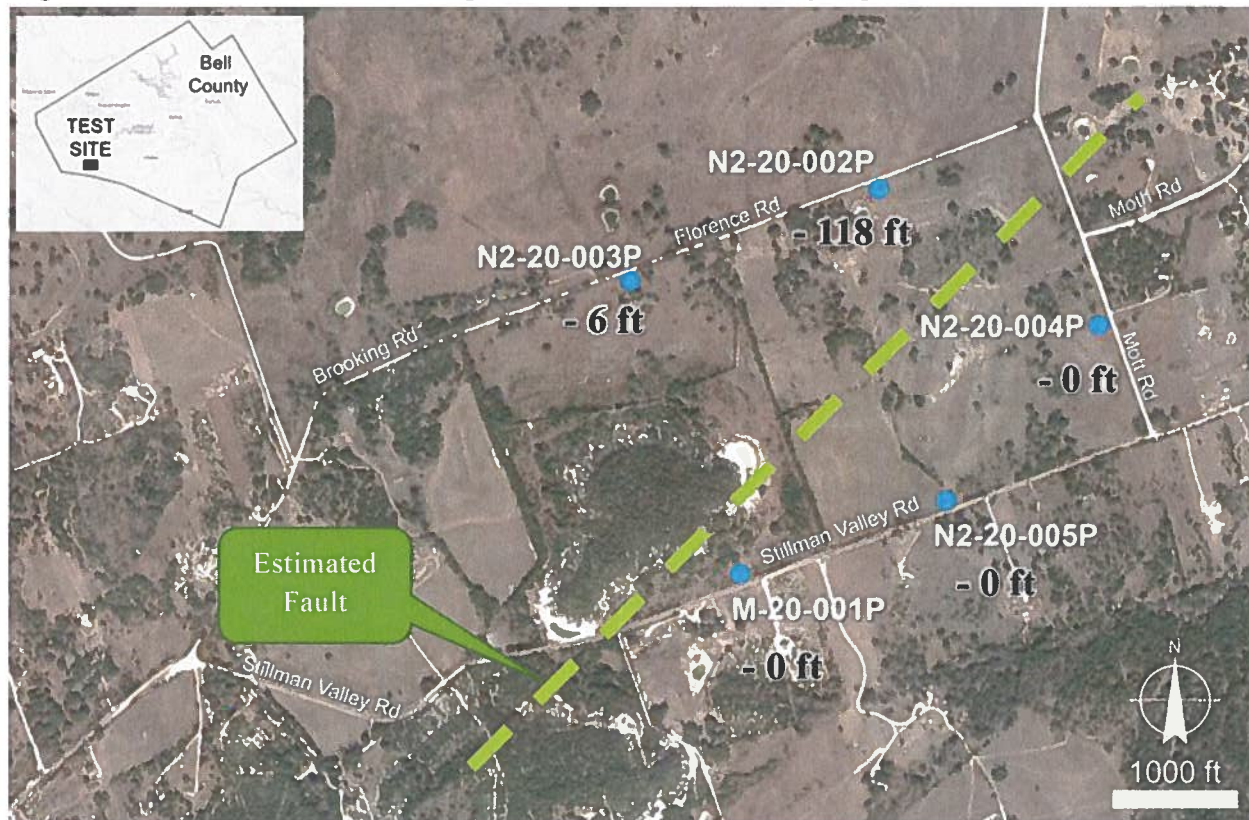 Bell
County
TEST
SITE
N2-20-002P
Florence Rd
- 118 ft
Moth Rd
N2-20-003P
- 6 ft
Brooking Rd
N2-20-004P
- 0 ft
Mott Rd
Stillman Valley Rd
N2-20-005P
- 0 ft
M-20-001P
- 0 ft
Estimated
Fault
Stillman Valley Rd
N
1000 ft